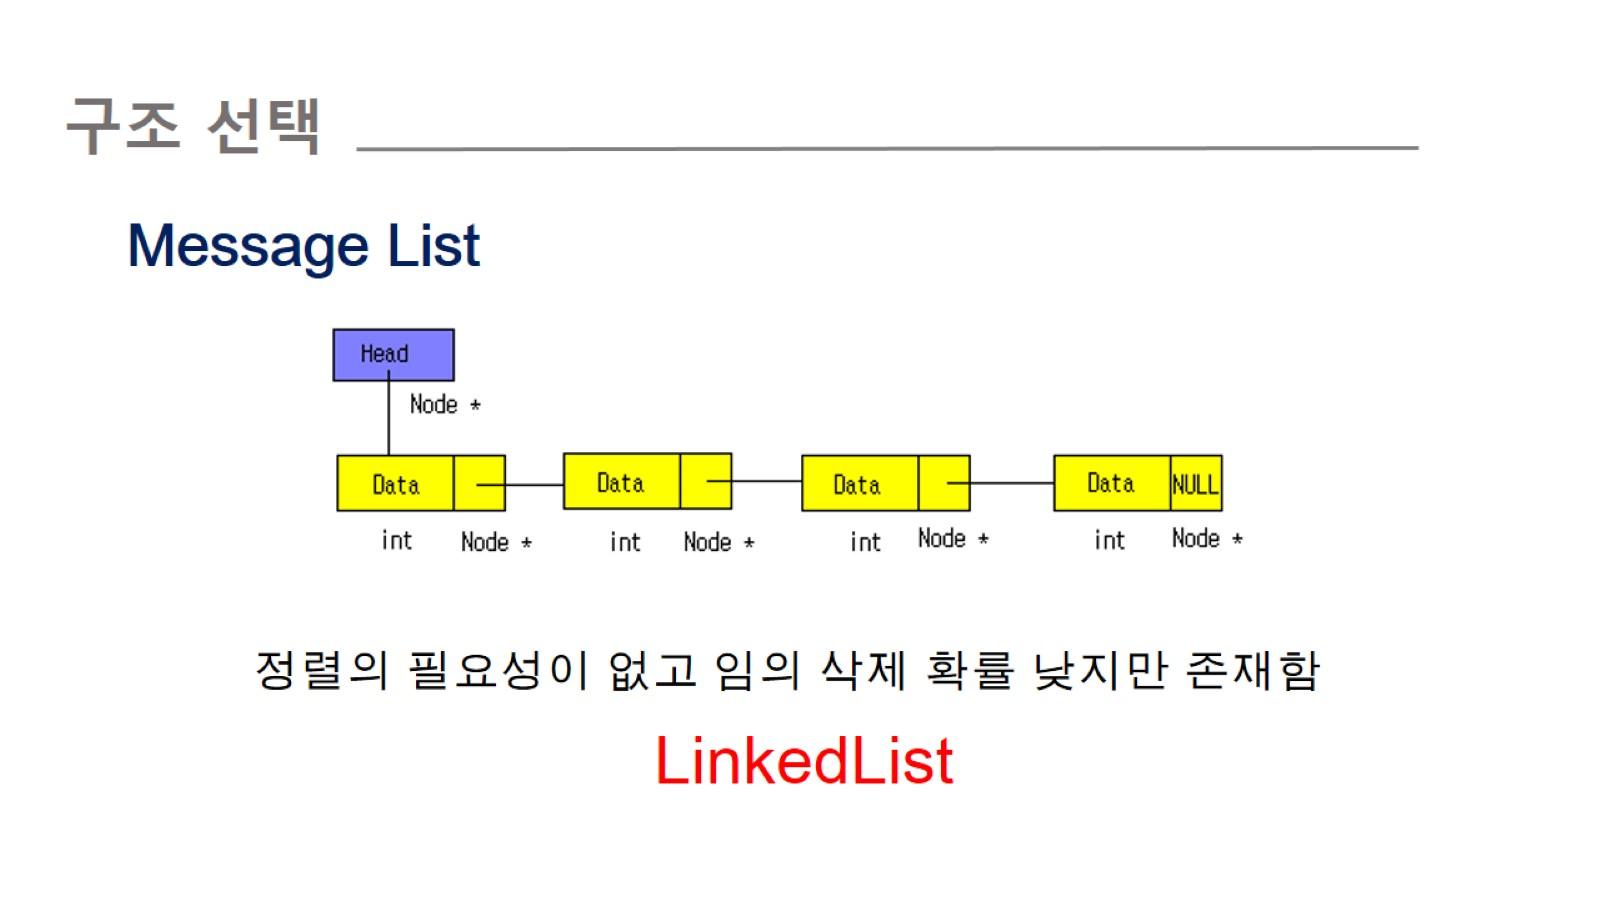 구조 선택
Message List
Head
Node *
Data
Data
Data
Data NULL
int Node * int Node * int Node * int Node *
정렬의 필요성이 없고 임의 삭제 확률 낮지만 존재함
LinkedList